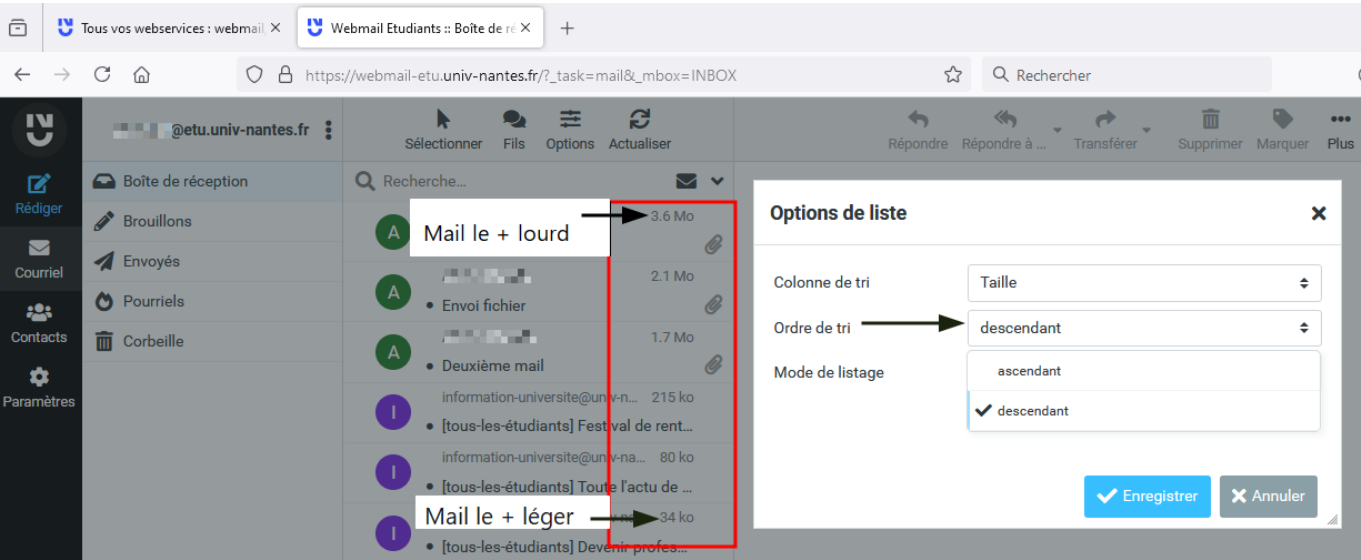 Tous vos webservices : webmail,
Webmail Etudiants :: Boîte de ré
https://webmail-etu.univ-nantes.fr/?_task=mail&_mbox=INBOX
Rechercher
@etu.univ-nantes.fr
Sélectionner Fils Options Actualiser
Répondre Répondre à ... Transférer Supprimer Marquer Plus
Rédiger
Courriel
Contacts
Paramètres
Boîte de réception
Brouillons
Envoyés
Pourriels
Corbeille
Recherche...
Mail le + lourd
3.6 Mo
A
2.1 Mo
A
Envoi fichier
1.7 Mo
A
Deuxième mail
information-universite@univ-n... 215 ko
I
[tous-les-étudiants] Festival de rent...
information-universite@univ-na... 80 ko
I
[tous-les-étudiants] Toute l'actu de ...
Mail le + léger
34 ko
I
[tous-les-étudiants] Devenir profes...
Options de liste
Colonne de tri Taille
Ordre de tri descendant
Mode de listage
ascendant
descendant
Enregistrer Annuler